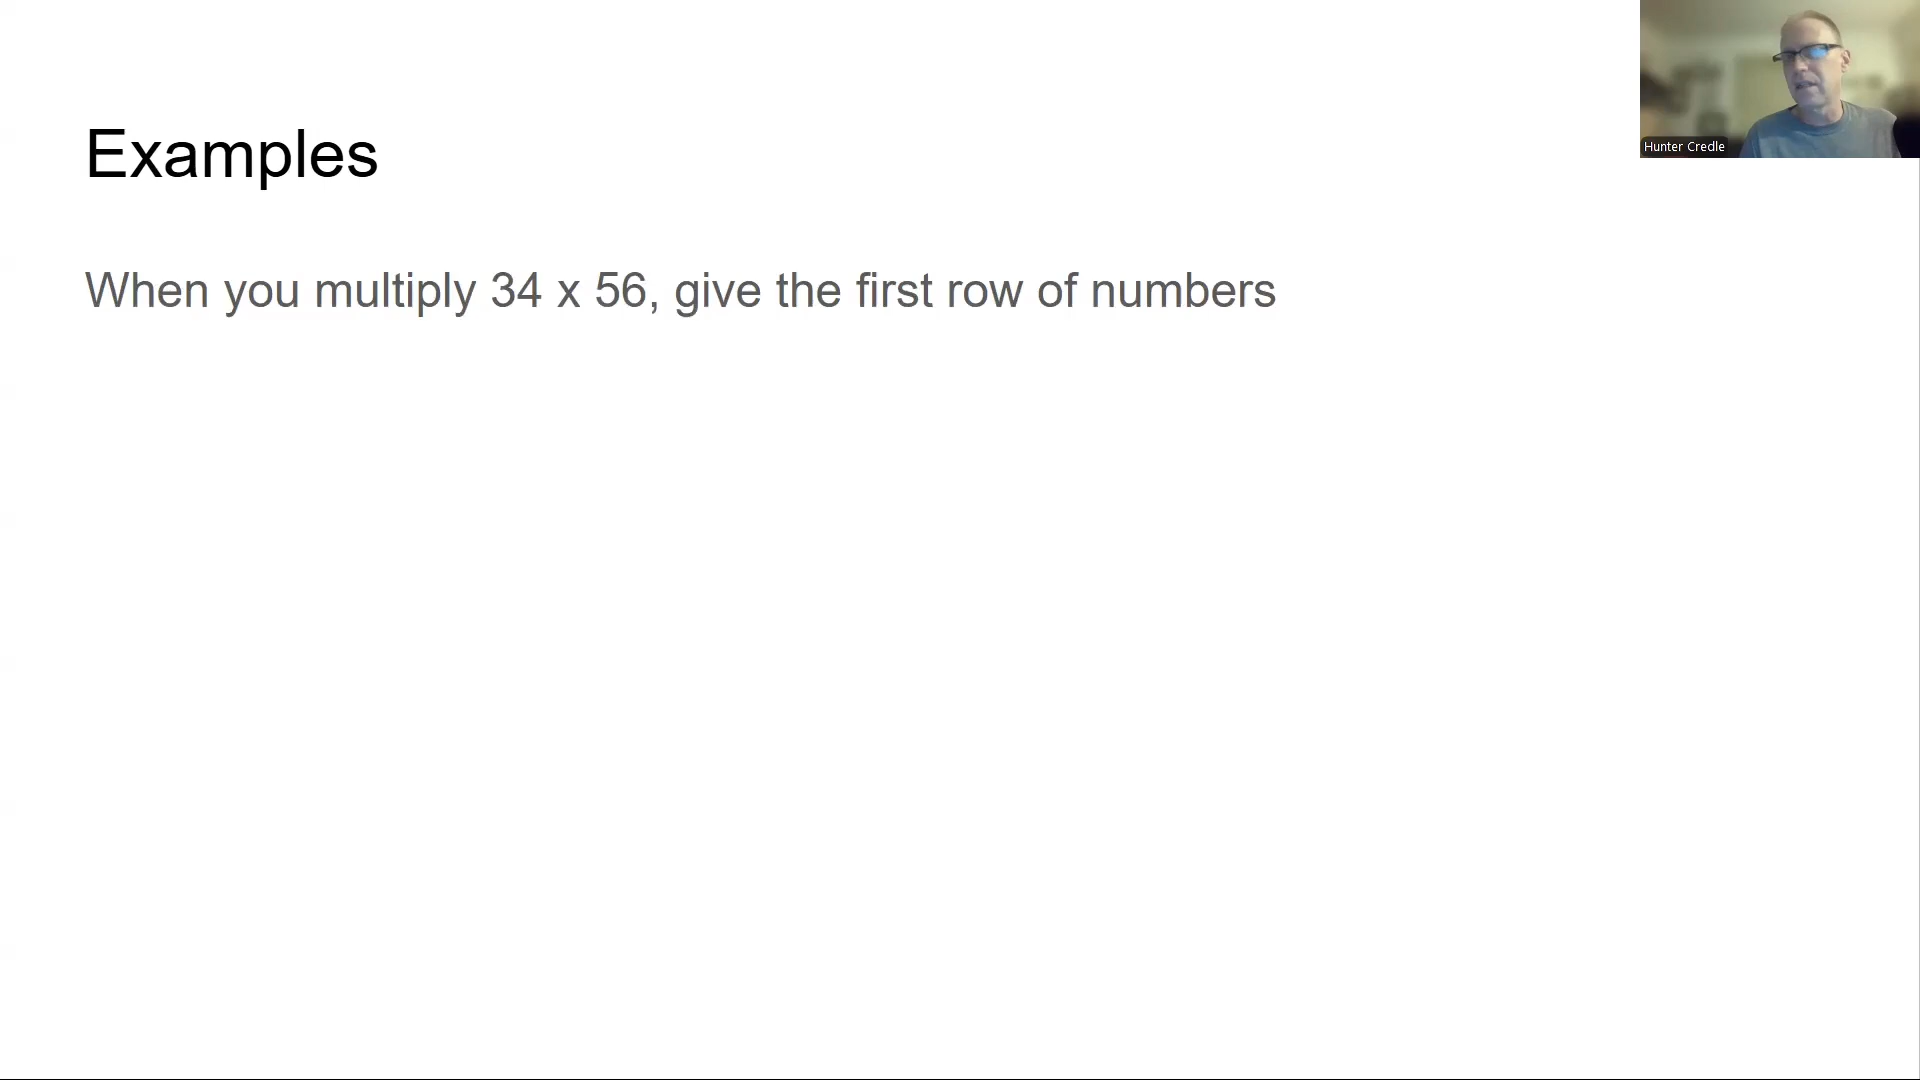 Examples
When you multiply 34 x 56, give the first row of numbers
Hunter Credle